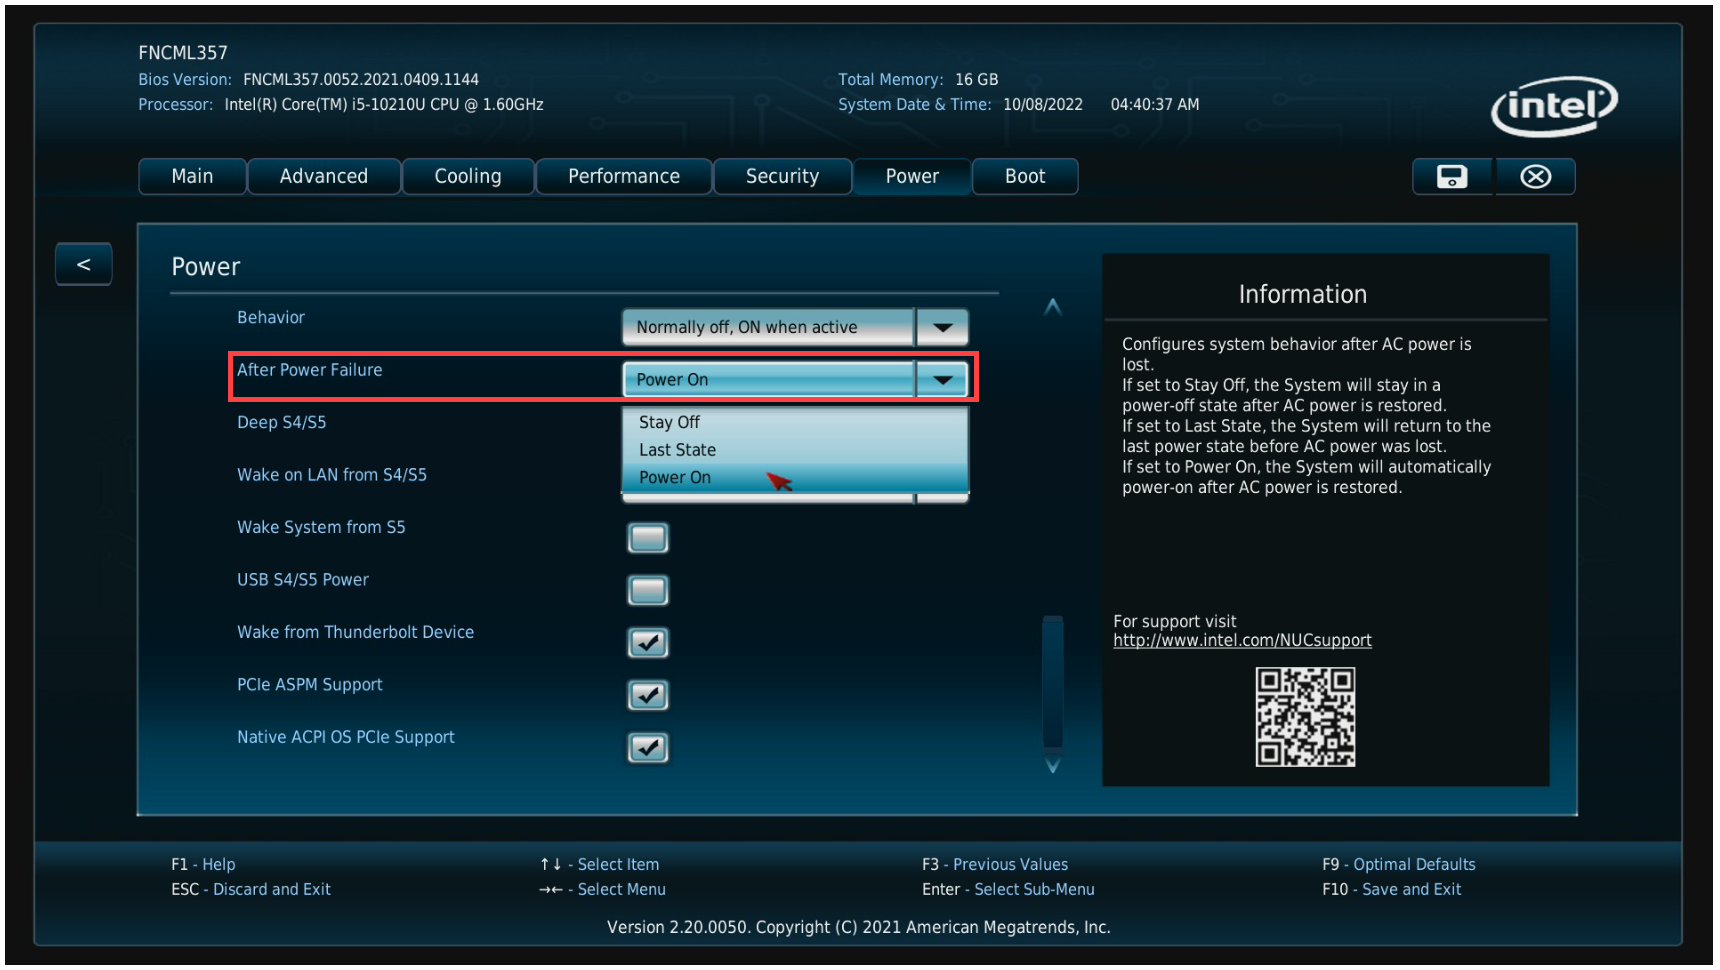 FNCML357
Bios Version: FNCML357.0052.2021.0409.1144
Processor: Intel(R) Core(TM) i5-10210U CPU @ 1.60GHz
Total Memory: 16 GB
System Date & Time: 10/08/2022 04:40:37 AM
intel
Main Advanced Cooling Performance Security Power Boot
<
Power
Behavior
Normally off, ON when active
After Power Failure
Power On
Stay Off
Last State
Power On
Deep S4/S5
Wake on LAN from S4/S5
Wake System from S5
USB S4/S5 Power
Wake from Thunderbolt Device
PCIe ASPM Support
Native ACPI OS PCIe Support
Information
Configures system behavior after AC power is
lost.
If set to Stay Off, the System will stay in a
power-off state after AC power is restored.
If set to Last State, the System will return to the
last power state before AC power was lost.
If set to Power On, the System will automatically
power-on after AC power is restored.
For support visit
http://www.intel.com/NUCsupport
F1 - Help
ESC - Discard and Exit
↑↓ - Select Item
→← - Select Menu
F3 - Previous Values
Enter - Select Sub-Menu
F9 - Optimal Defaults
F10 - Save and Exit
Version 2.20.0050. Copyright (C) 2021 American Megatrends, Inc.